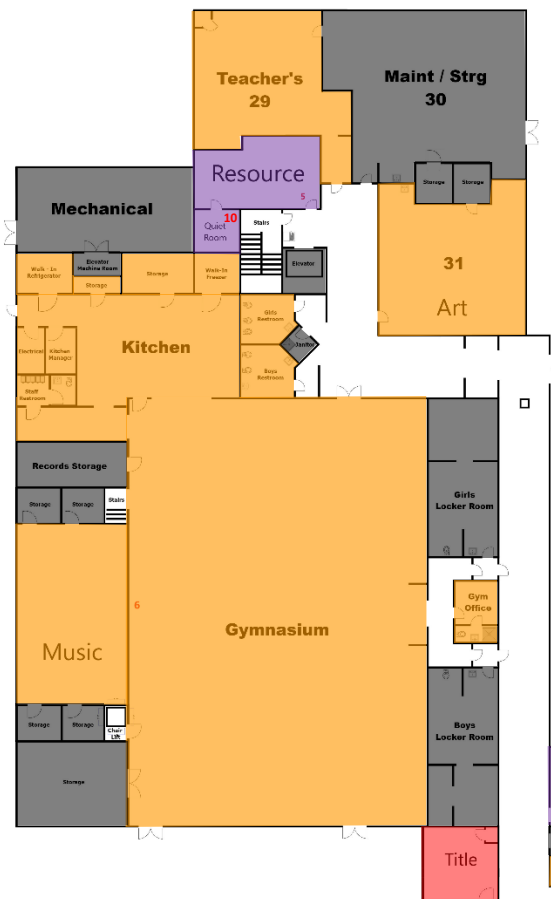 Teacher's
29
Maint / Strg
30
Resource
5
Storage
Storage
Mechanical
10
Quiet
Room
Stairs
Elevator
Elevator
Machine Room
Walk - In
Refrigerator
Storage
Storage
Walk-In
Freezer
31
Art
Girls
Restroom
Kitchen
Janitor
Electrical
Kitchen
Manager
Boys
Restroom
Staff
Restroom
Records Storage
Girls
Locker Room
Storage
Storage
Stairs
Gym
Office
6
Gymnasium
Music
Storage
Storage
Chair
Lift
Boys
Locker Room
Storage
Title